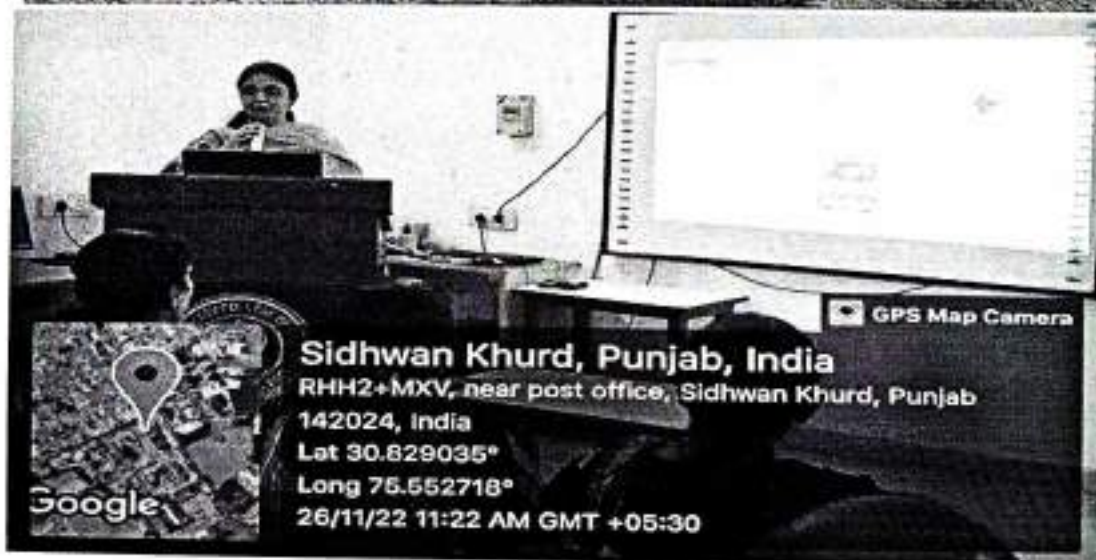 GPS Map Camera
Sidhwan Khurd, Punjab, India
RHH2+MXV, near post office, Sidhwan Khurd, Punjab
142024, India
Lat 30.829035°
Long 75.552718°
26/11/22 11:22 AM GMT +05:30
Google